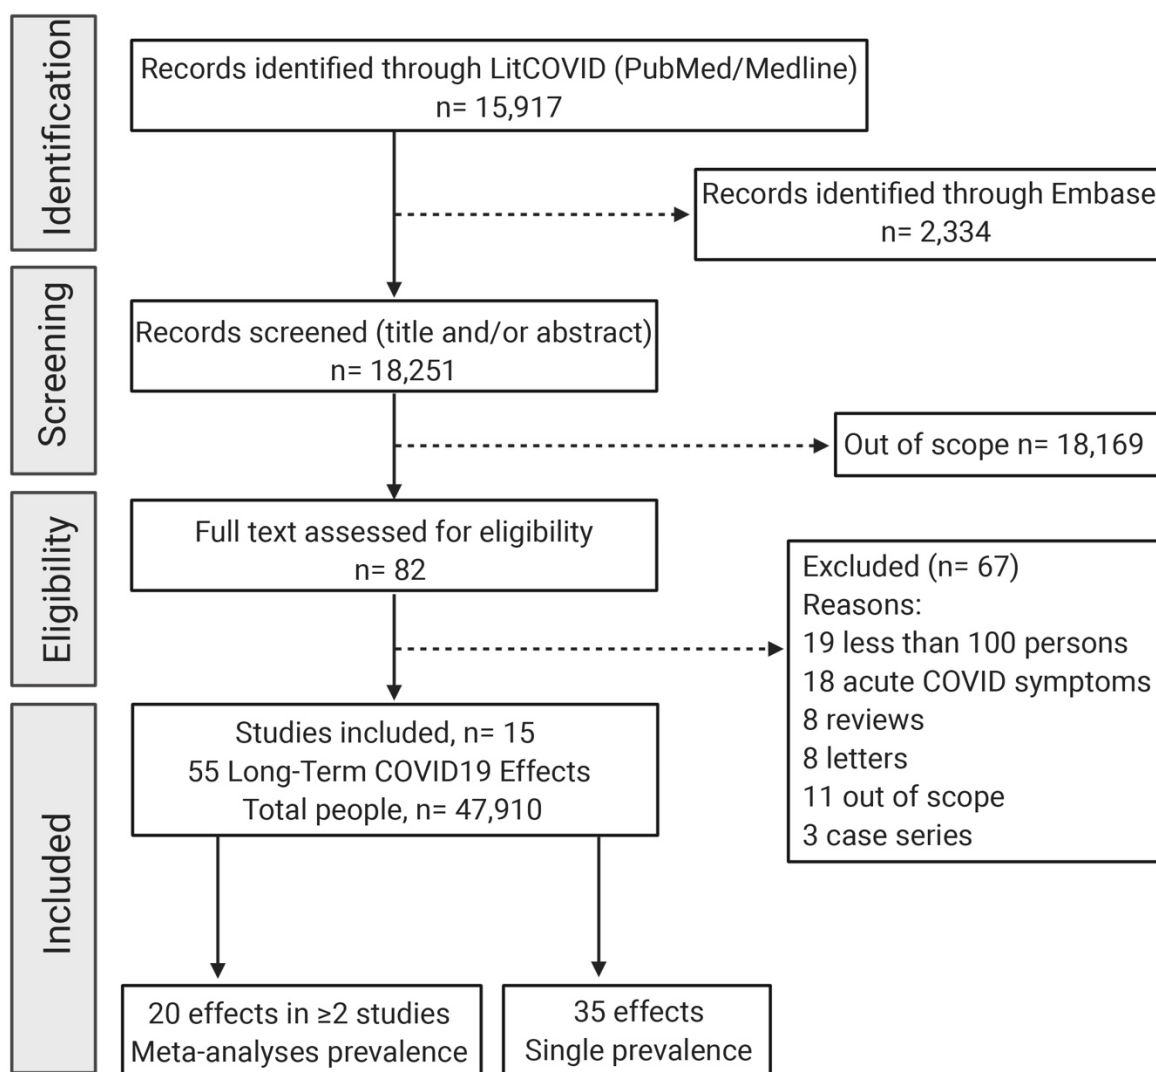 Identification
Records identified through LitCOVID (PubMed/Medline)
n= 15,917
Records identified through Embase
n= 2,334
Screening
Records screened (title and/or abstract)
n= 18,251
Out of scope n= 18,169
Eligibility
Full text assessed for eligibility
n= 82
Excluded (n= 67)
Reasons:
19 less than 100 persons
18 acute COVID symptoms
8 reviews
8 letters
11 out of scope
3 case series
Included
Studies included, n= 15
55 Long-Term COVID19 Effects
Total people, n= 47,910
20 effects in ≥2 studies
Meta-analyses prevalence
35 effects
Single prevalence